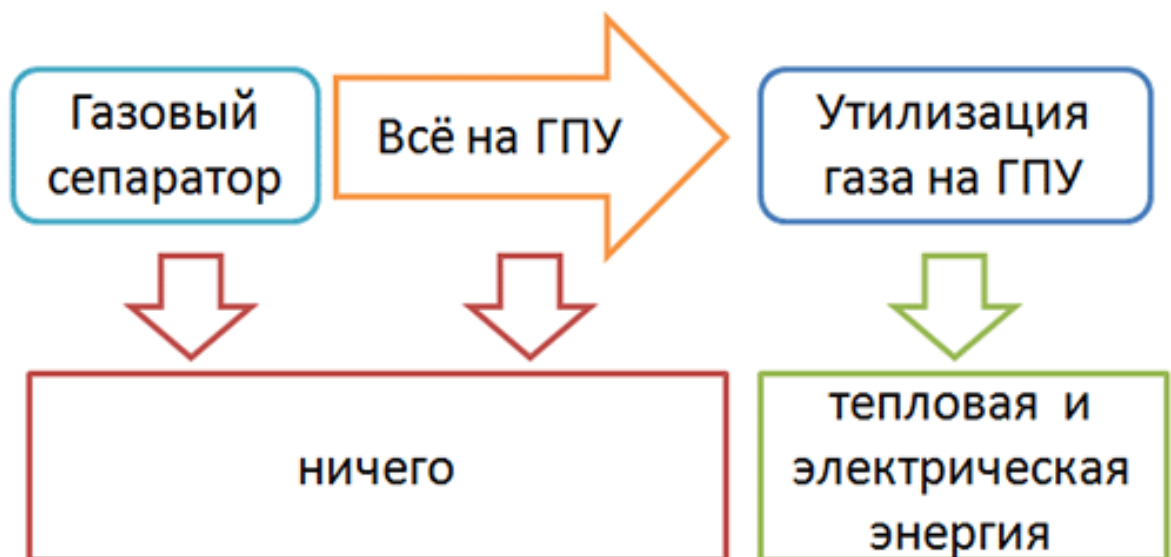 Газовый
сепаратор
Всё на ГПУ
Утилизация
газа на ГПУ
ничего
тепловая и
электрическая
энергия